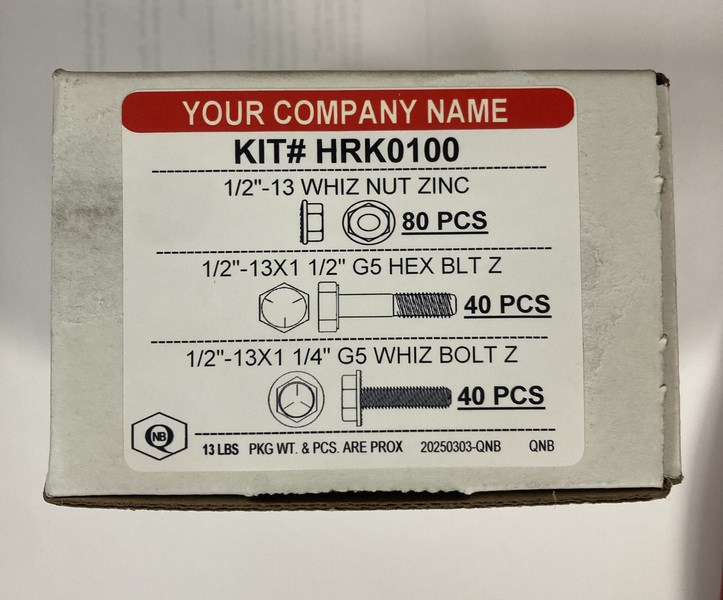 YOUR COMPANY NAME
KIT# HRK0100
1/2"-13 WHIZ NUT ZINC
80 PCS
1/2"-13X1 1/2" G5 HEX BLT Z
40 PCS
1/2"-13X1 1/4" G5 WHIZ BOLT Z
40 PCS
NB
13 LBS PKG WT. & PCS. ARE PROX 20250303-QNB QNB